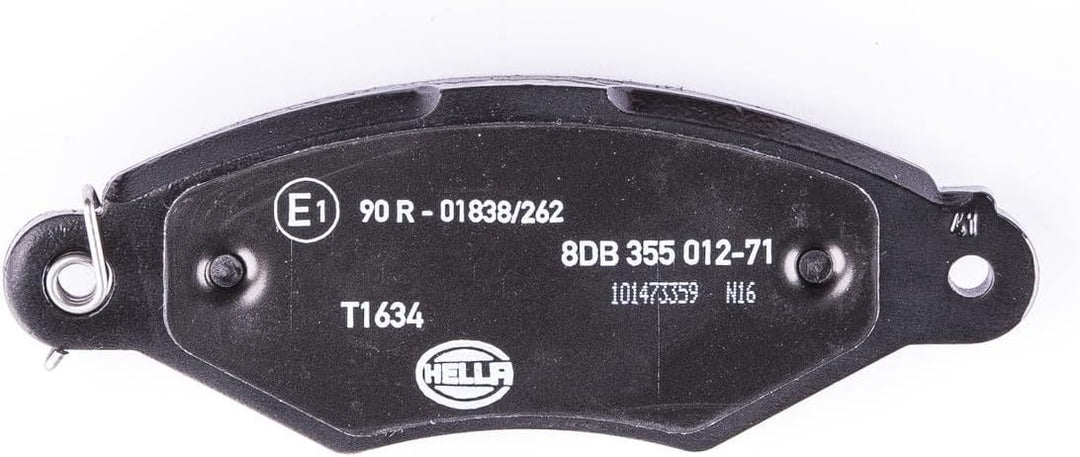 E1 90 R - 01838/262
8DB 355 012-71
101473359 N16
T1634
HELLA